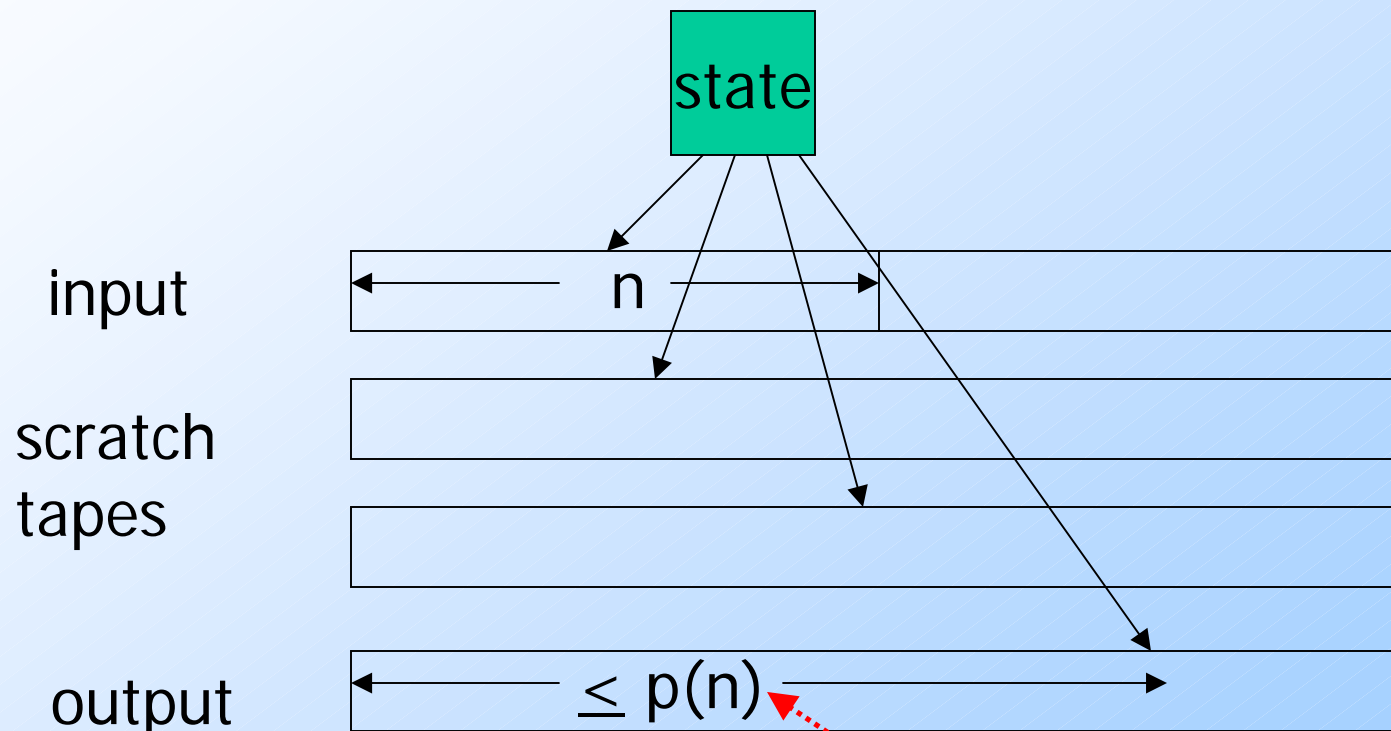 state
input
n
scratch
tapes
output
≤ p(n)